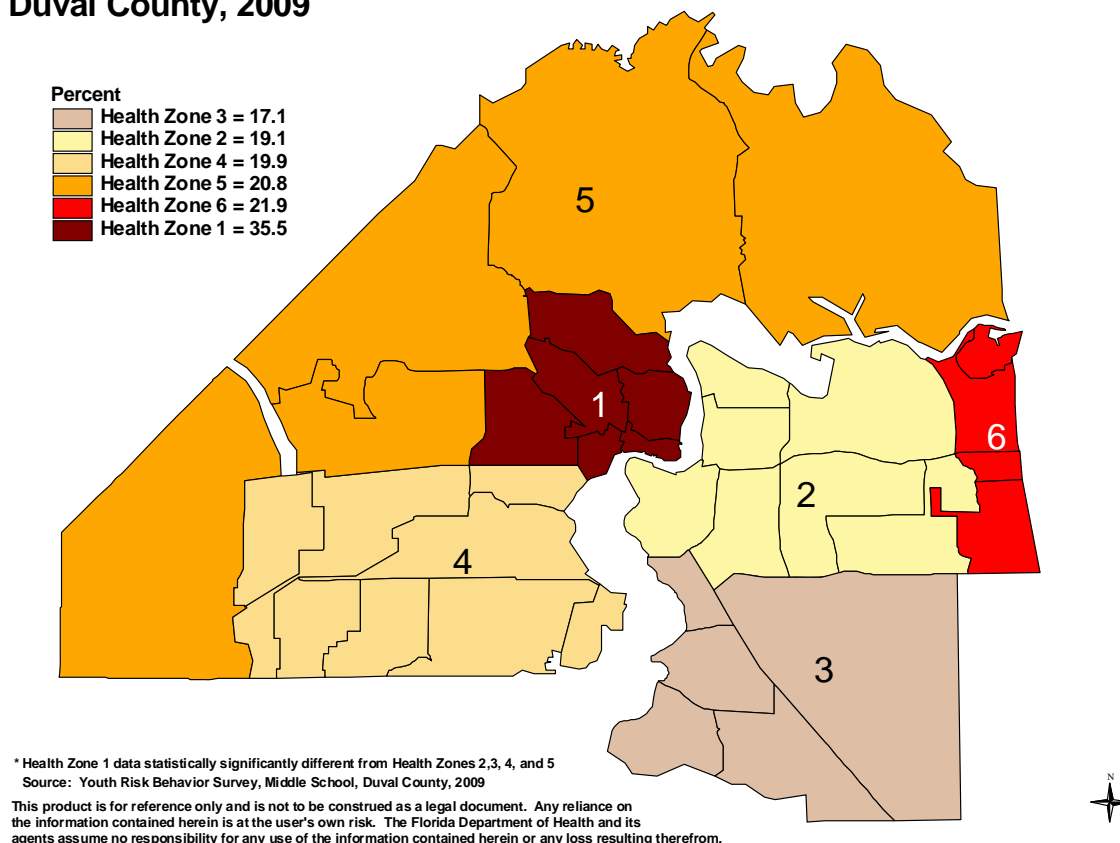 Duval County, 2009
Percent
Health Zone 3 = 17.1
Health Zone 2 = 19.1
Health Zone 4 = 19.9
Health Zone 5 = 20.8
Health Zone 6 = 21.9
Health Zone 1 = 35.5
5
1
6
2
4
3
* Health Zone 1 data statistically significantly different from Health Zones 2,3, 4, and 5
Source: Youth Risk Behavior Survey, Middle School, Duval County, 2009
This product is for reference only and is not to be construed as a legal document. Any reliance on
the information contained herein is at the user's own risk. The Florida Department of Health and its
agents assume no responsibility for any use of the information contained herein or any loss resulting therefrom.
N